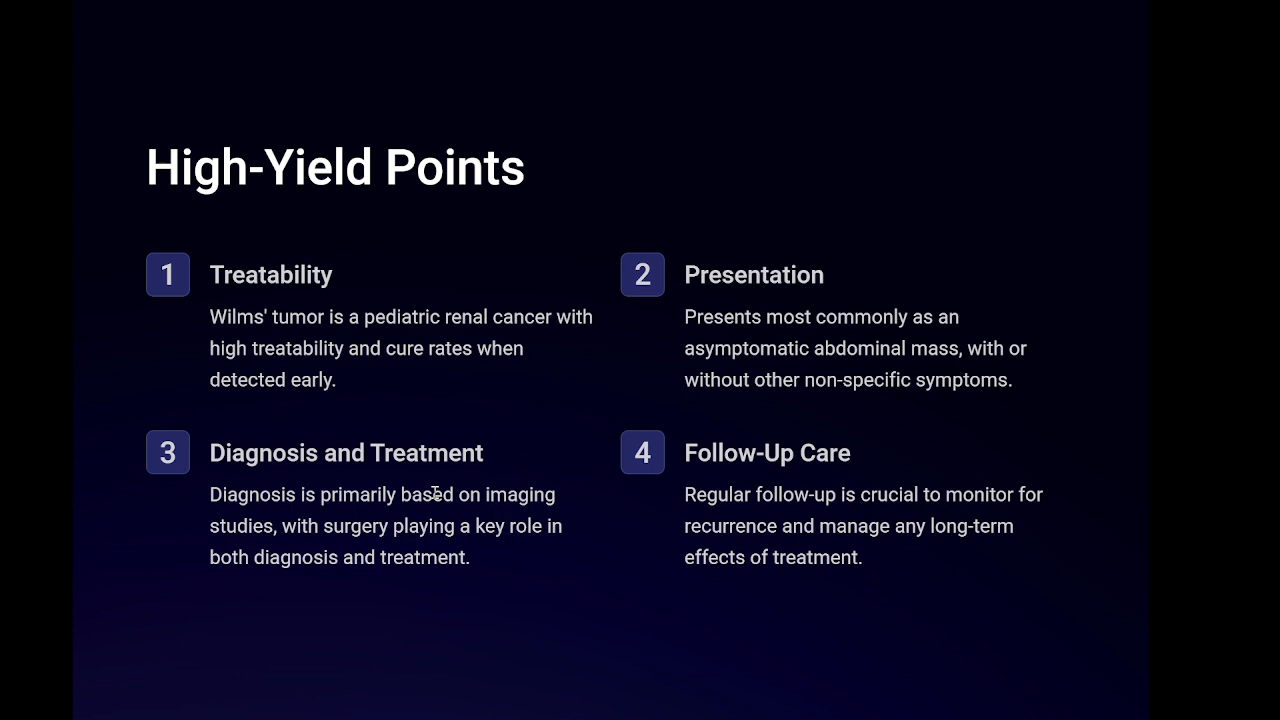 High-Yield Points
1
Treatability
Wilms' tumor is a pediatric renal cancer with
high treatability and cure rates when
detected early.
2
Presentation
Presents most commonly as an
asymptomatic abdominal mass, with or
without other non-specific symptoms.
3
Diagnosis and Treatment
Diagnosis is primarily based on imaging
studies, with surgery playing a key role in
both diagnosis and treatment.
4
Follow-Up Care
Regular follow-up is crucial to monitor for
recurrence and manage any long-term
effects of treatment.